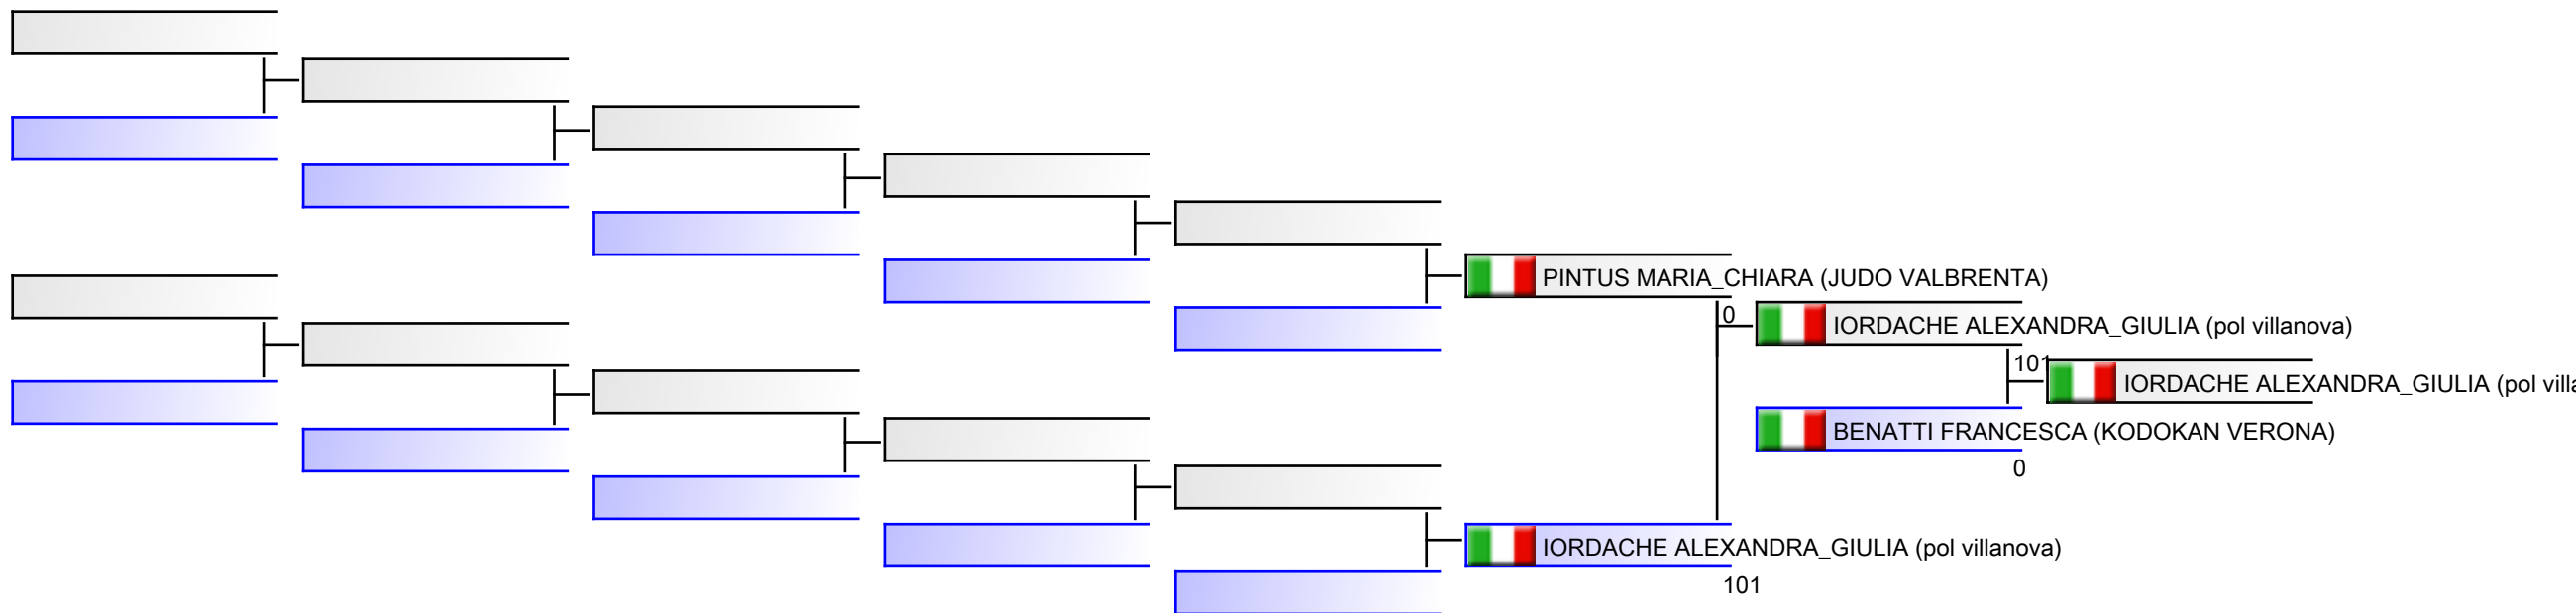 PINTUS MARIA_CHIARA (JUDO VALBRENTA)
0
IORDACHE ALEXANDRA_GIULIA (pol villanova)
101
IORDACHE ALEXANDRA_GIULIA (pol villa
BENATTI FRANCESCA (KODOKAN VERONA)
0
IORDACHE ALEXANDRA_GIULIA (pol villanova)
101